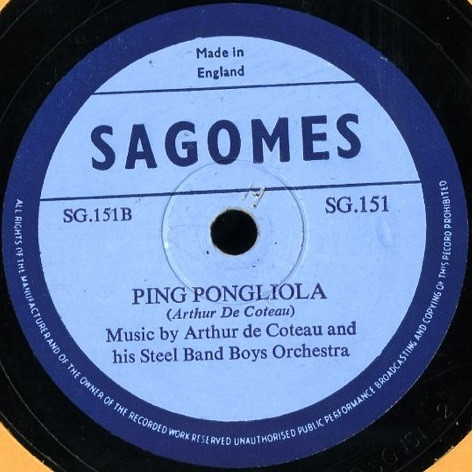 Made in
England
SAGOMES
SG.151B
SG.151
PING PONGLIOLA
(Arthur De Coteau)
Music by Arthur de Coteau and
his Steel Band Boys Orchestra
ALL RIGHTS OF THE MANUFACTURER AND OF THE OWNER OF THE RECORDED WORK RESERVED UNAUTHORISED PUBLIC PERFORMANCE BROADCASTING AND COPYING OF THIS RECORD PROHIBITED